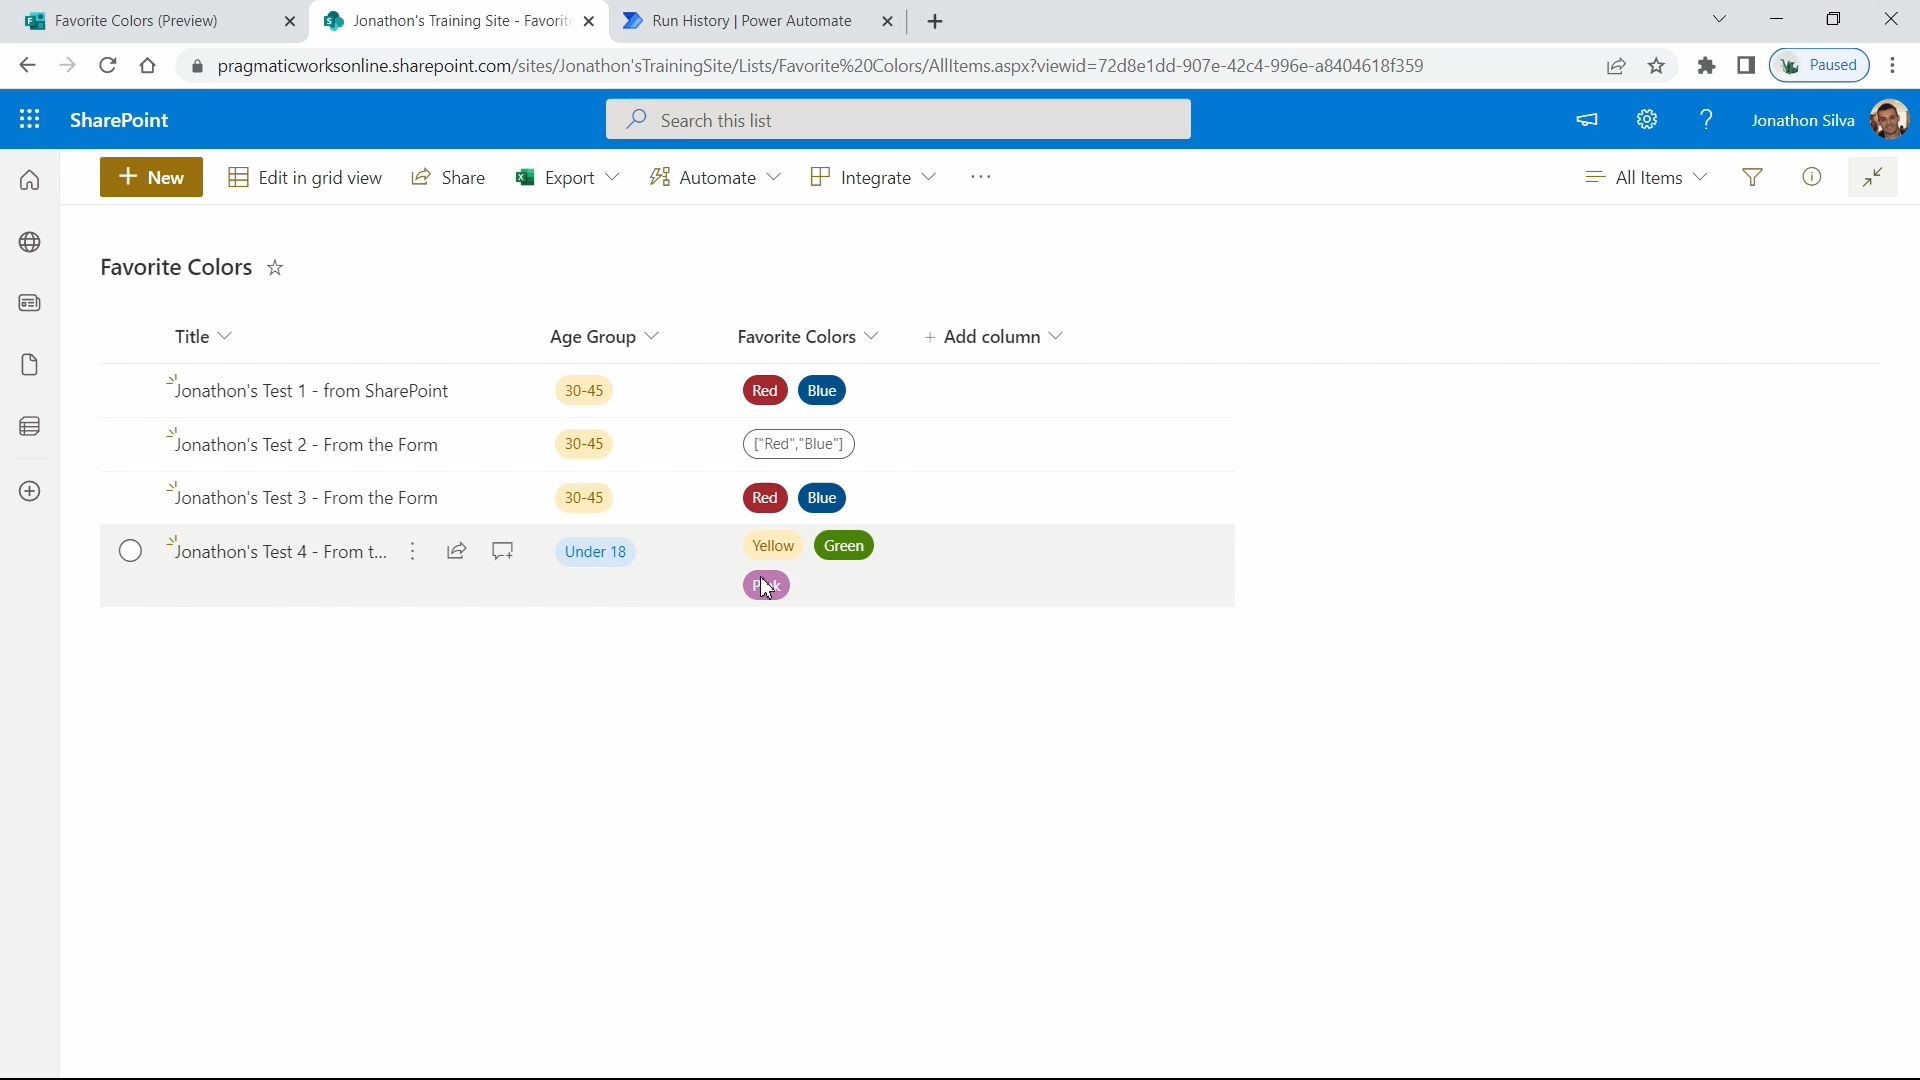 Favorite Colors (Preview)
Jonathon's Training Site - Favorit
Run History | Power Automate
pragmaticworksonline.sharepoint.com/sites/Jonathon'sTrainingSite/Lists/Favorite%20Colors/AllItems.aspx?viewid=72d8e1dd-907e-42c4-996e-a8404618f359
Paused
SharePoint
Search this list
Jonathon Silva
+ New
Edit in grid view
Share
Export
Automate
Integrate
...
All Items
Favorite Colors
Title
Age Group
Favorite Colors
+ Add column
Jonathon's Test 1 - from SharePoint
30-45
Red
Blue
Jonathon's Test 2 - From the Form
30-45
["Red","Blue"]
Jonathon's Test 3 - From the Form
30-45
Red
Blue
Jonathon's Test 4 - From t...
Under 18
Yellow
Green